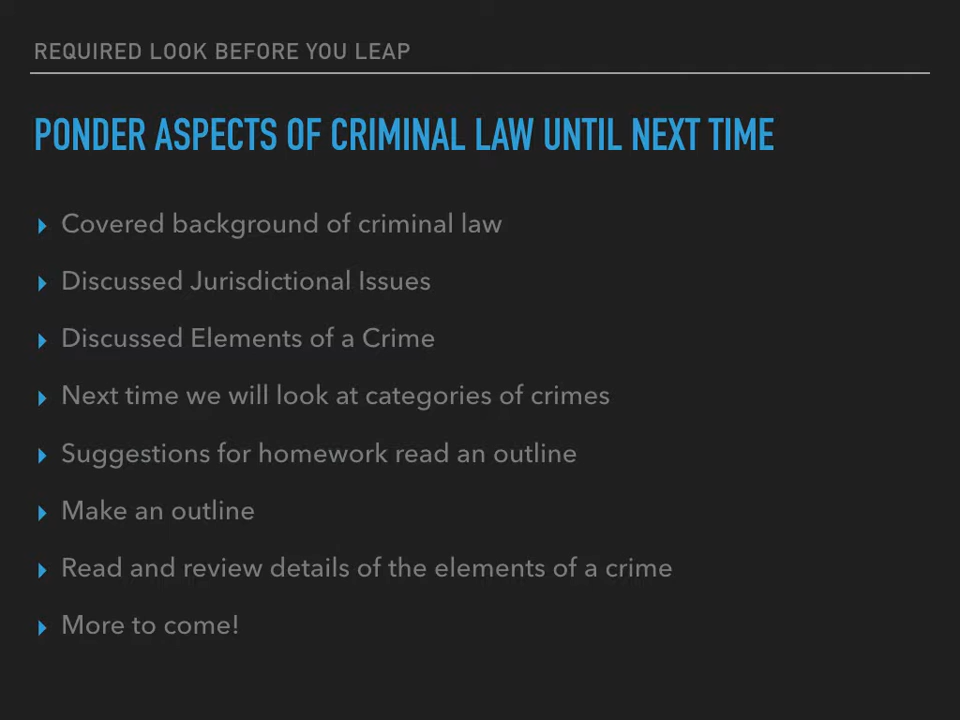 REQUIRED LOOK BEFORE YOU LEAP
PONDER ASPECTS OF CRIMINAL LAW UNTIL NEXT TIME
Covered background of criminal law
Discussed Jurisdictional Issues
Discussed Elements of a Crime
Next time we will look at categories of crimes
Suggestions for homework read an outline
Make an outline
Read and review details of the elements of a crime
More to come!